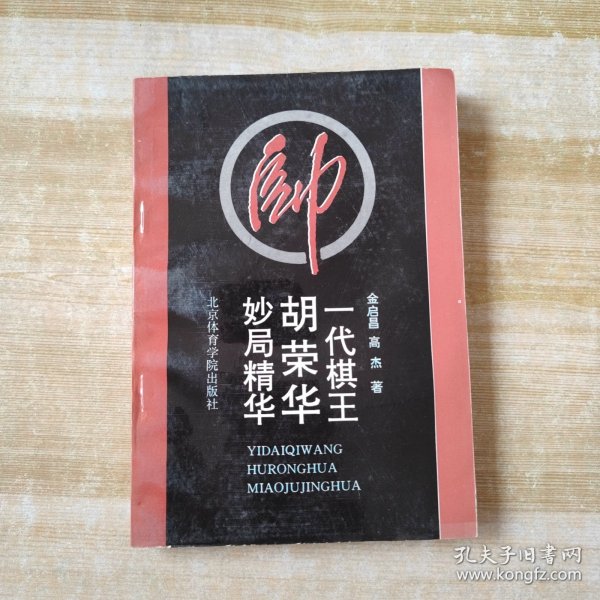 帥
一代棋王
胡荣华
妙局精华
金启昌 高杰 著
北京体育学院出版社
YIDAIQIWANG
HURONGHUA
MIAOJUJINGHUA
孔夫子旧书网
www.kongfz.com